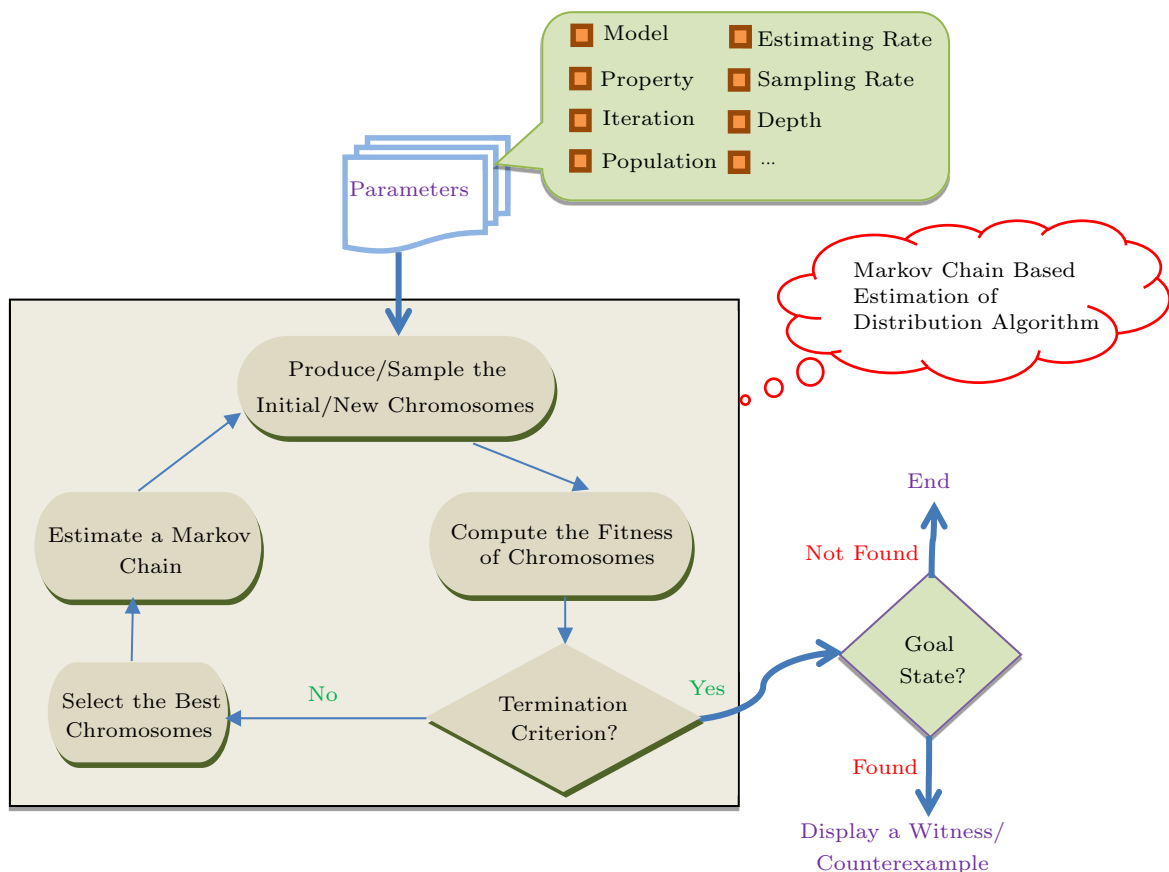 Model
Estimating Rate
Property
Sampling Rate
Iteration
Depth
Population
...
Parameters
Markov Chain Based
Estimation of
Distribution Algorithm
Produce/Sample the
Initial/New Chromosomes
Estimate a Markov
Chain
Compute the Fitness
of Chromosomes
Select the Best
Chromosomes
No
Termination
Criterion?
Yes
End
Not Found
Goal
State?
Found
Display a Witness/
Counterexample